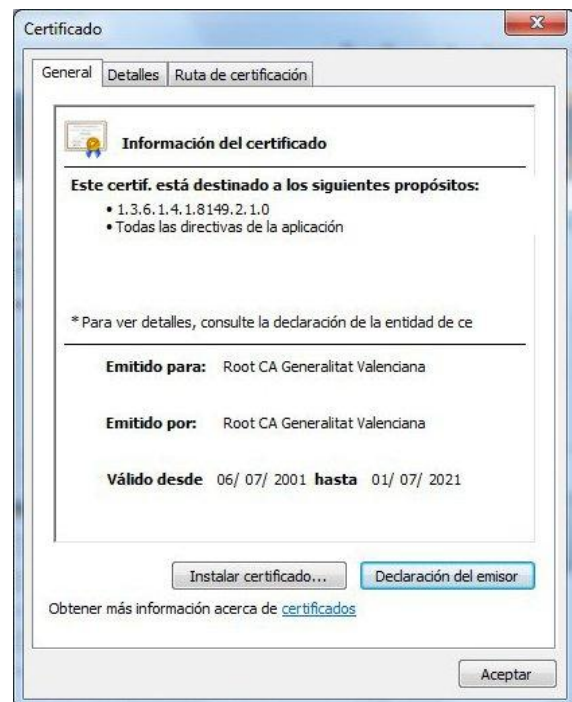 Certificado
General Detalles Ruta de certificación
Información del certificado
Este certif. está destinado a los siguientes propósitos:
• 1.3.6.1.4.1.8149.2.1.0
• Todas las directivas de la aplicación
* Para ver detalles, consulte la declaración de la entidad de ce
Emitido para: Root CA Generalitat Valenciana
Emitido por: Root CA Generalitat Valenciana
Válido desde 06/ 07/ 2001 hasta 01/ 07/ 2021
Instalar certificado... Declaración del emisor
Obtener más información acerca de certificados
Aceptar